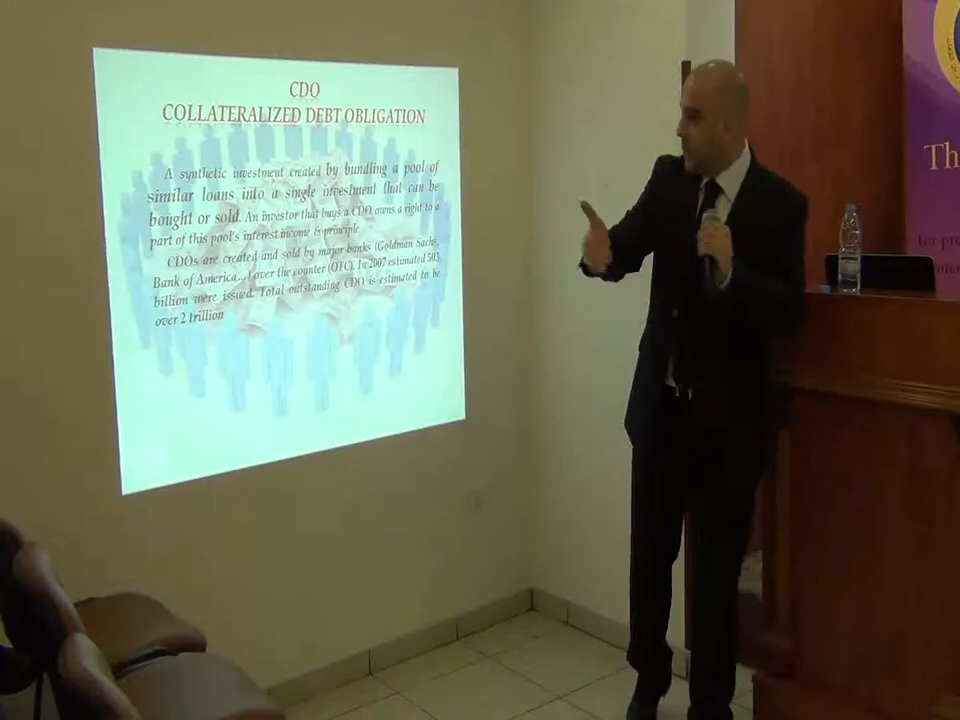 CDO
COLLATERALIZED DEBT OBLIGATION
A synthetic investment created by bundling a pool of
similar loans into a single investment that can be
bought or sold. An investor that buys a CDO owns a right to a
part of this pool's interest income & principle
CDOs are created and sold by major banks (Goldman Sachs,
Bank of America...) over the counter (OTC). In 2007 estimated 503
billion were issued. Total outstanding CDO is estimated to be
over 2 trillion
Th
for pr